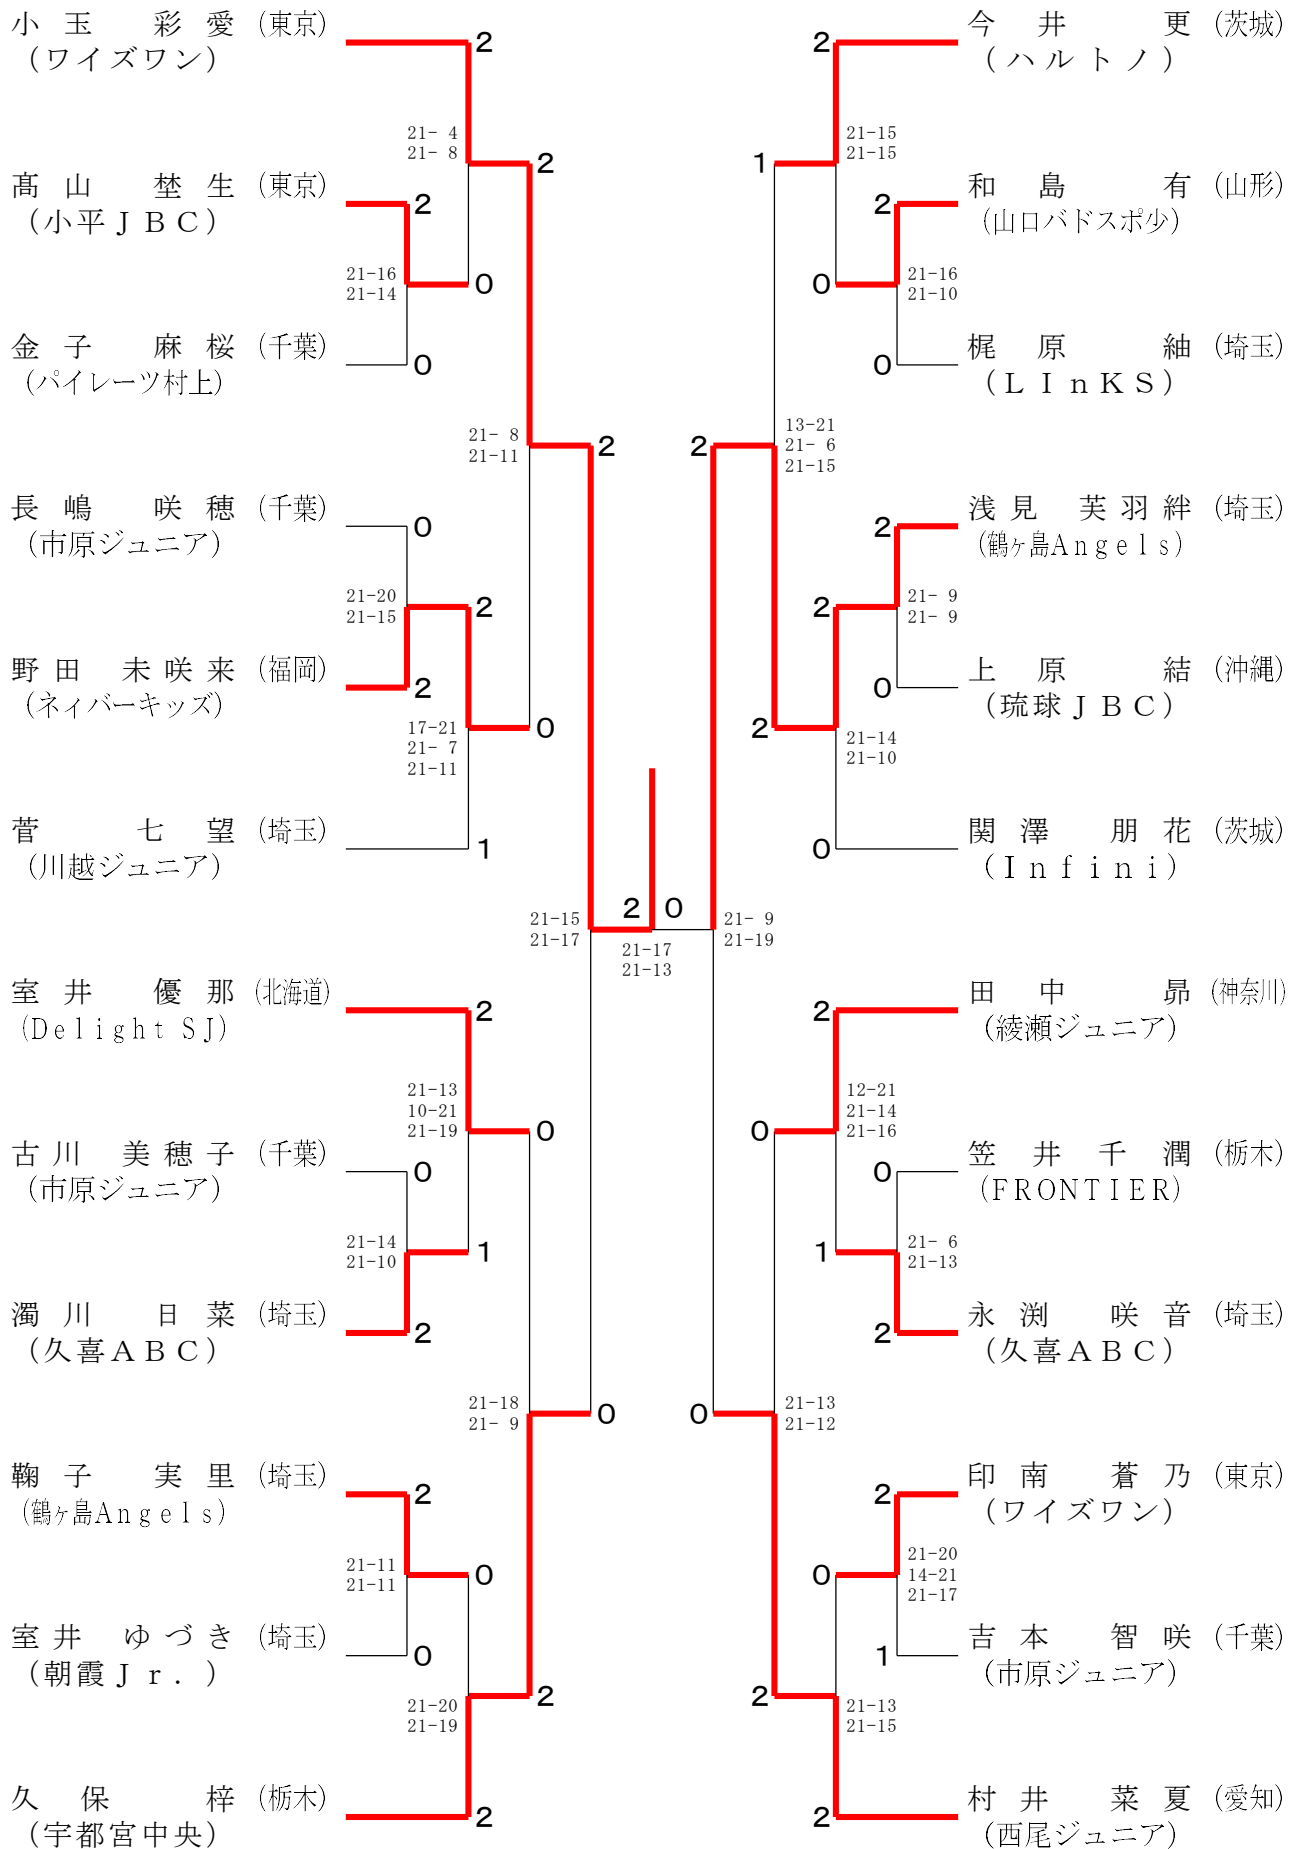 小玉 彩愛 (東京)
(ワイズワン)
2
21- 4
21- 8
2
髙山 埜生 (東京)
(小平ＪＢＣ)
2
21-16
21-14
0
金子 麻桜 (千葉)
(パイレーツ村上)
0
21- 8
21-11
2
長嶋 咲穂 (千葉)
(市原ジュニア)
0
21-20
21-15
2
野田 未咲来 (福岡)
(ネィバーキッズ)
2
17-21
21- 7
21-11
0
菅 七望 (埼玉)
(川越ジュニア)
1
21-15
21-17
2
0
21-17
21-13
室井 優那 (北海道)
(Delight SJ)
2
21-13
10-21
21-19
0
古川 美穂子 (千葉)
(市原ジュニア)
0
21-14
21-10
1
濁川 日菜 (埼玉)
(久喜ＡＢＣ)
2
21-18
21- 9
0
鞠子 実里 (埼玉)
(鶴ヶ島Angels)
2
21-11
21-11
0
室井 ゆづき (埼玉)
(朝霞Ｊｒ．)
0
21-20
21-19
2
久保 梓 (栃木)
(宇都宮中央)
2
今井 更 (茨城)
(ハルトノ)
2
21-15
21-15
1
和島 有 (山形)
(山口バドスポ少)
2
21-16
21-10
0
梶原 紬 (埼玉)
(ＬＩｎＫＳ)
0
13-21
21- 6
21-15
2
浅見 芙羽絆 (埼玉)
(鶴ヶ島Angels)
2
21- 9
21- 9
2
上原 結 (沖縄)
(琉球ＪＢＣ)
0
21-14
21-10
2
関澤 朋花 (茨城)
(Ｉｎｆｉｎｉ)
0
21- 9
21-19
田中 昴 (神奈川)
(綾瀬ジュニア)
2
12-21
21-14
21-16
0
笠井 千潤 (栃木)
(FRONTIER)
0
21- 6
21-13
1
永渕 咲音 (埼玉)
(久喜ＡＢＣ)
2
21-13
21-12
0
印南 蒼乃 (東京)
(ワイズワン)
2
21-20
14-21
21-17
0
吉本 智咲 (千葉)
(市原ジュニア)
1
21-13
21-15
2
村井 菜夏 (愛知)
(西尾ジュニア)
2